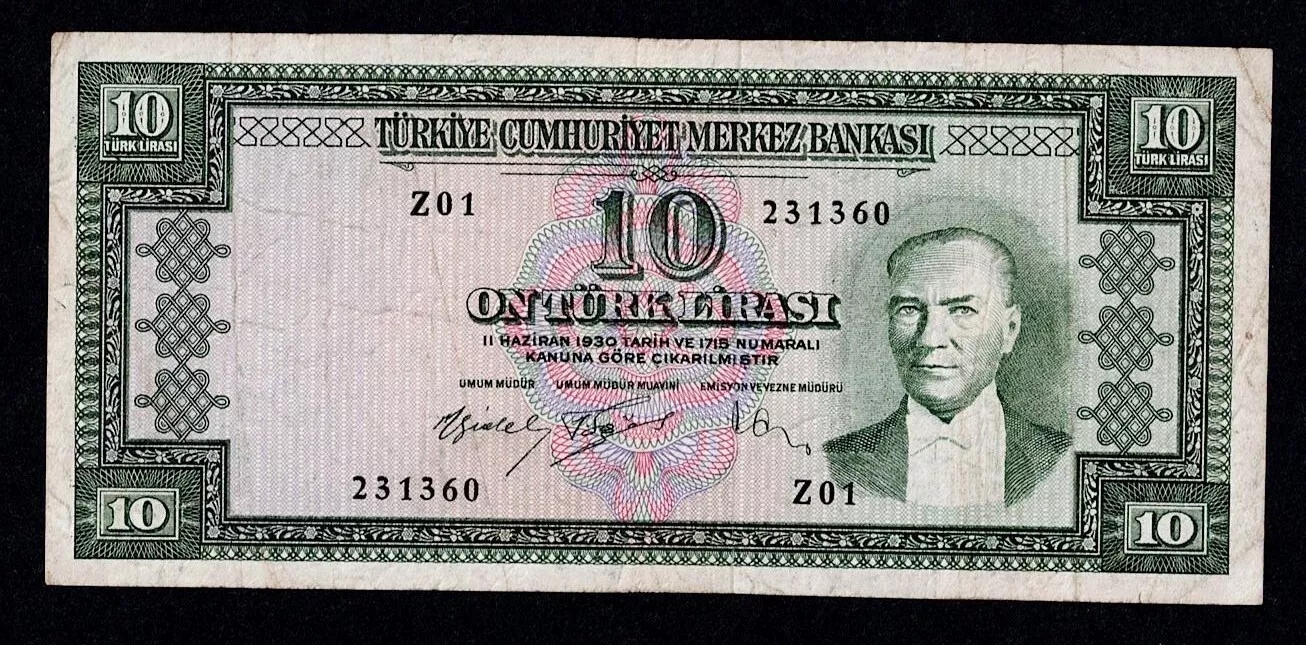 10
TÜRK LİRASI
10
TÜRK LİRASI
TÜRKİYE CUMHURİYET MERKEZ BANKASI
Z01
231360
10
ON TÜRK LİRASI
11 HAZİRAN 1930 TARİH VE 1715 NUMARALI
KANUNA GÖRE ÇIKARILMIŞTIR
UMUM MÜDÜR UMUM MÜDÜR MUAVİNİ EMİSYON VE VEZNE MÜDÜRÜ
231360
Z01
10
10